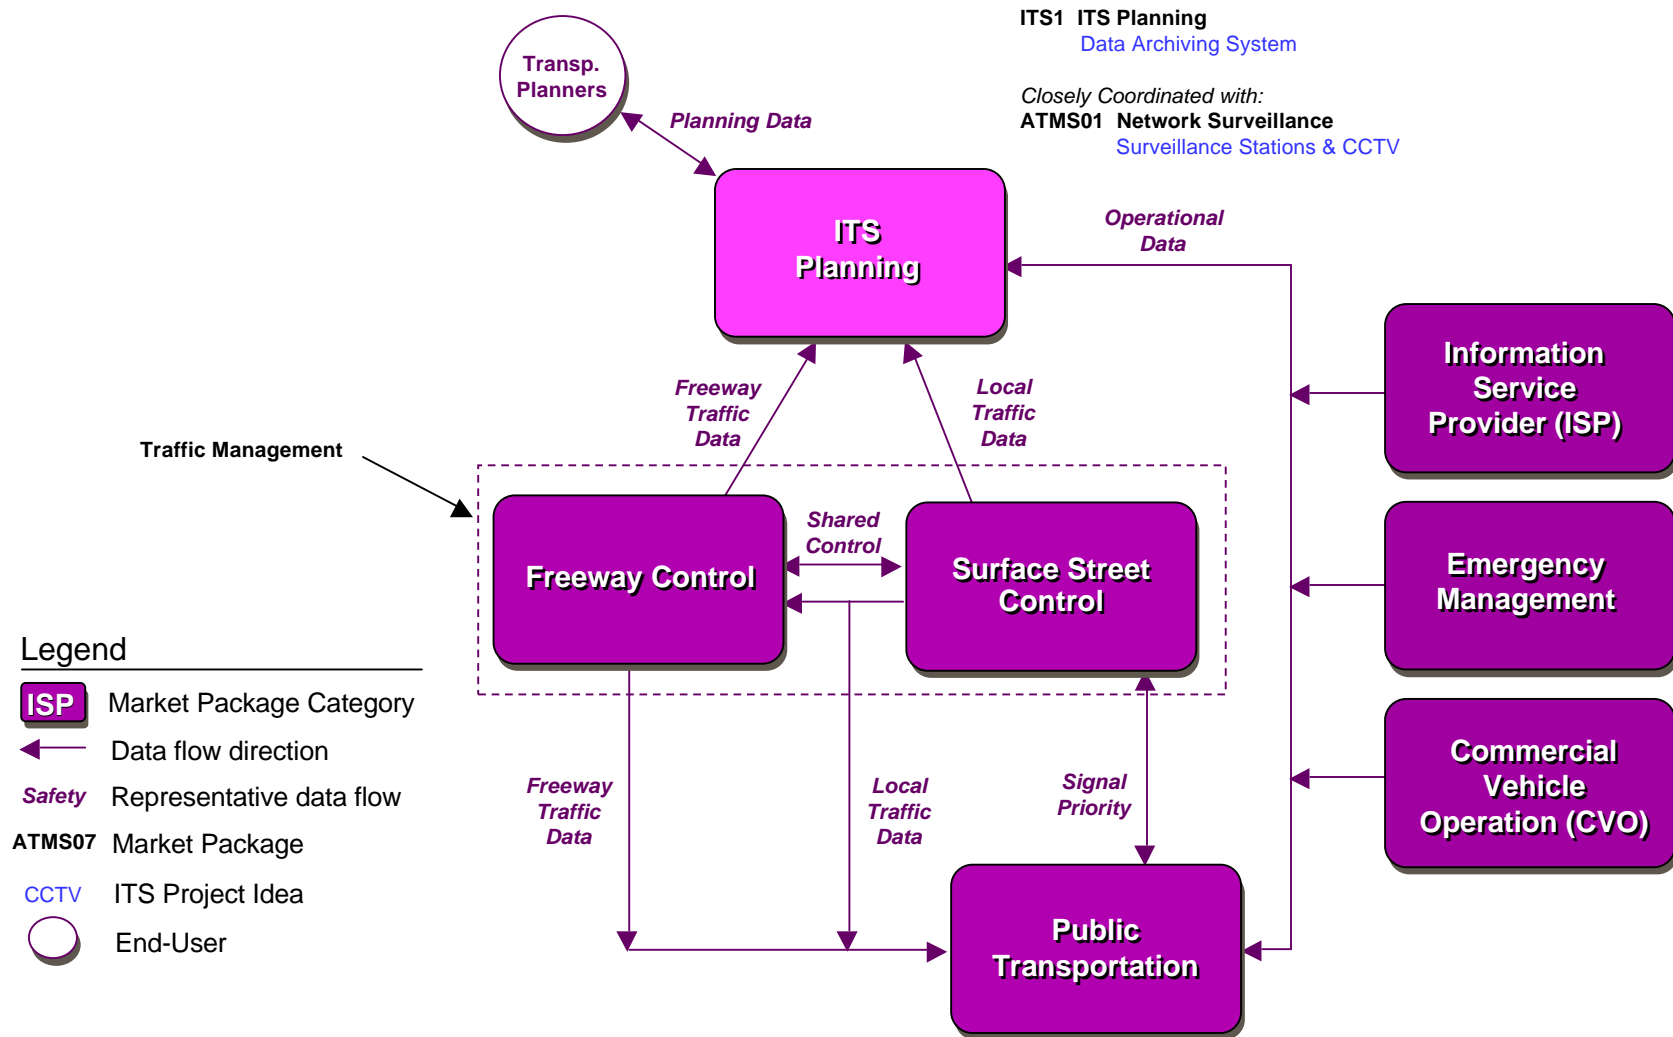 ITS1 ITS Planning
Data Archiving System
Closely Coordinated with:
ATMS01 Network Surveillance
Surveillance Stations & CCTV
Transp.
Planners
Planning Data
ITS
Planning
Operational
Data
Information
Service
Provider (ISP)
Freeway
Traffic
Data
Local
Traffic
Data
Traffic Management
Freeway Control
Shared
Control
Surface Street
Control
Emergency
Management
Commercial
Vehicle
Operation (CVO)
Freeway
Traffic
Data
Local
Traffic
Data
Signal
Priority
Public
Transportation
Legend
ISP Market Package Category
Data flow direction
Safety Representative data flow
ATMS07 Market Package
CCTV ITS Project Idea
End-User